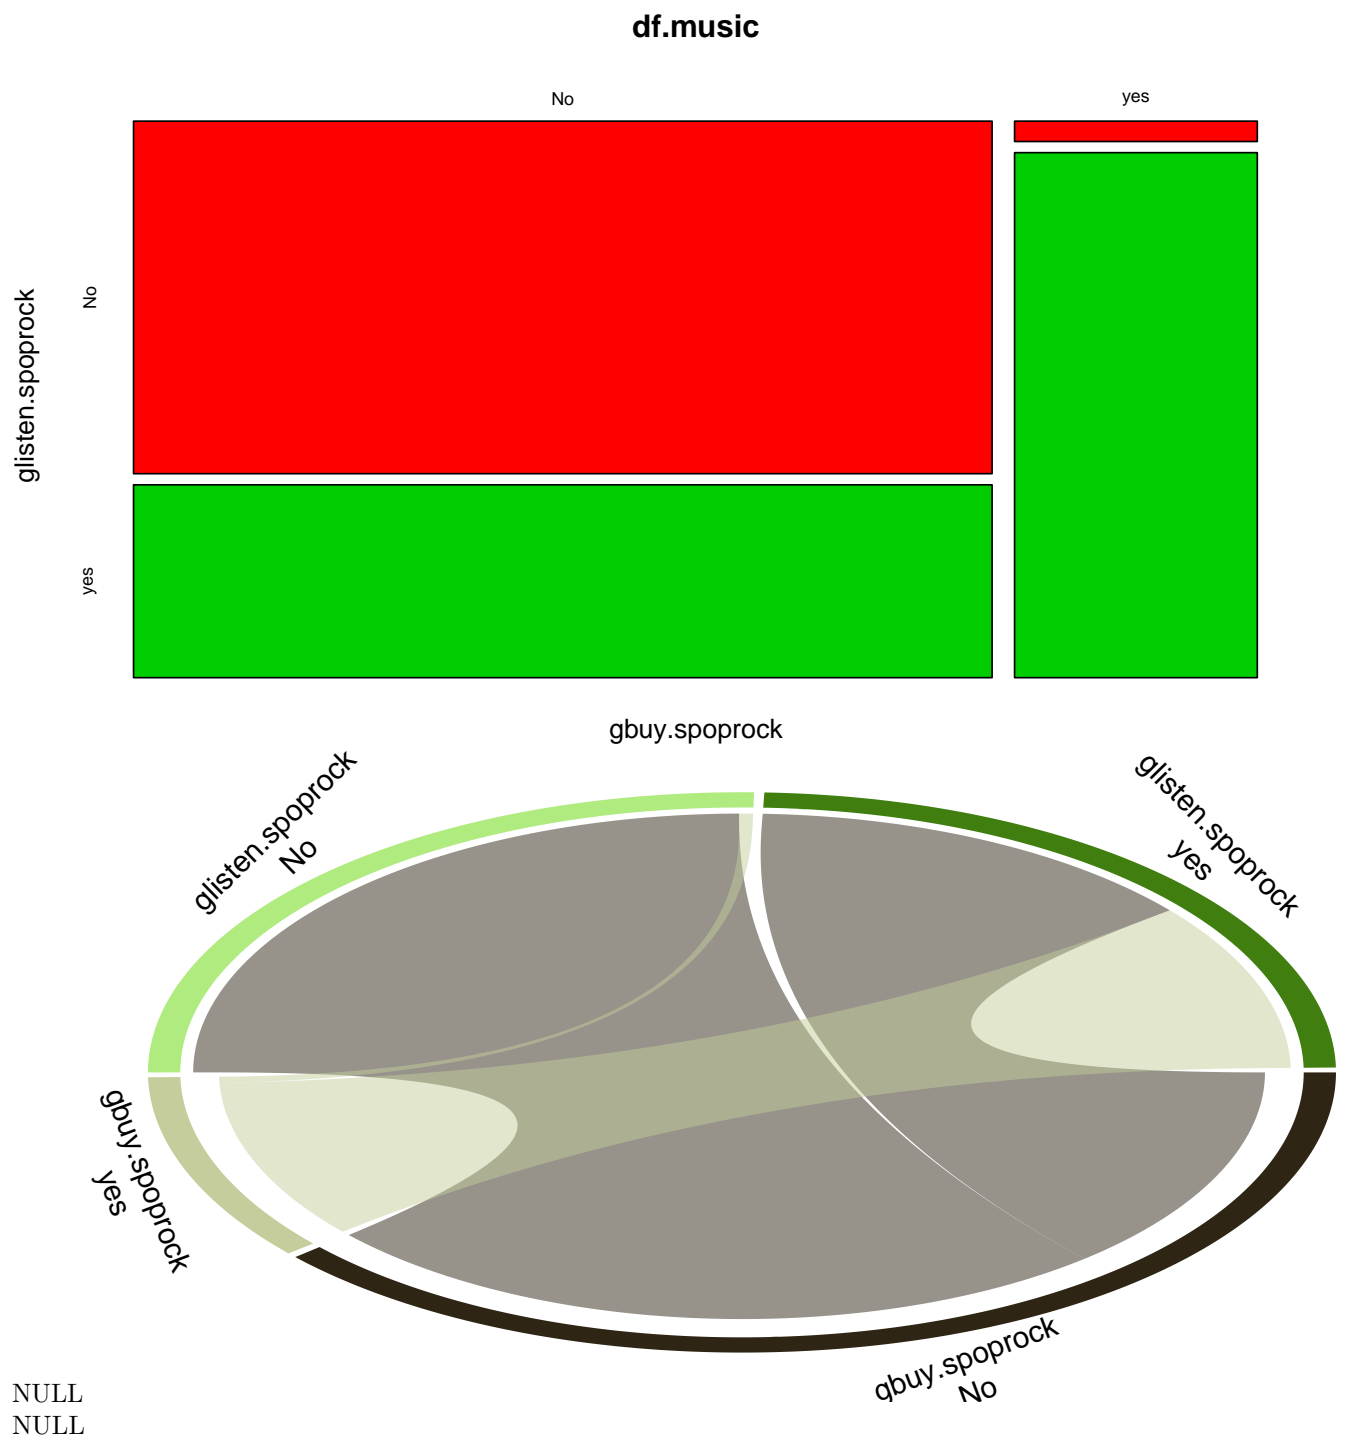 df.music
No
yes
glisten.spoprock
No
yes
gbuy.spoprock
glisten.spoprock
No
glisten.spoprock
yes
gbuy.spoprock
yes
gbuy.spoprock
No
NULL
NULL